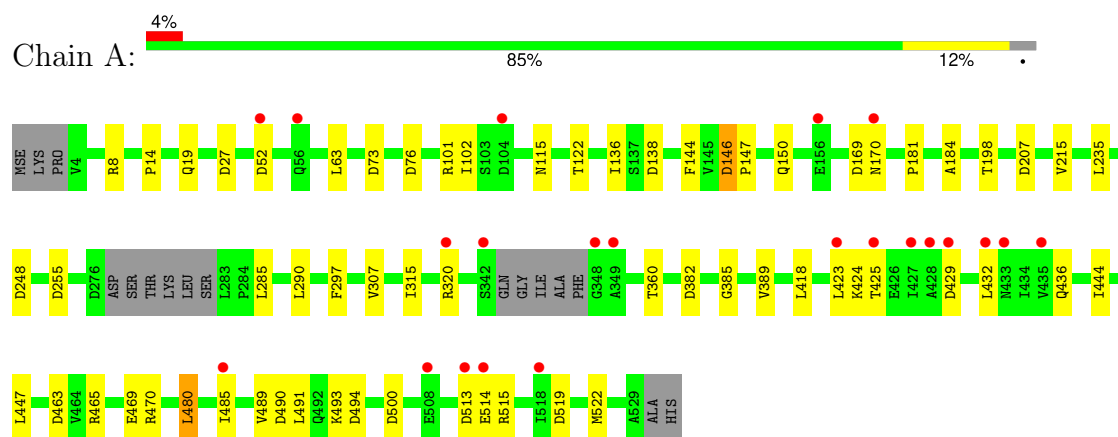 4%
Chain A:
85% 12% •
MSE LYS PRO V4 R8 P14 Q19 D27 D52 Q56 L63 D73 D76 R101 I102 S103 D104 N115 T122 I136 S137 D138 F144 V145 D146 P147 Q150 E156 D169 N170 P181 A184 T198 D207 V215 L235
D248 D255 D276 ASP SER THR LYS LEU SER L283 P284 L285 L290 F297 V307 I315 R320 S342 GLN GLY ILE ALA PHE G348 A349 T360 D382 G385 V389 L418 L423 K424 T425 E426 I427 A428 D429 L432 N433 I434 V435 Q436 I444
L447 D463 V464 R465 E469 R470 L480 I485 V489 D490 L491 Q492 K493 D494 D500 E508 D513 E514 R515 I518 D519 M522 A529 ALA HIS